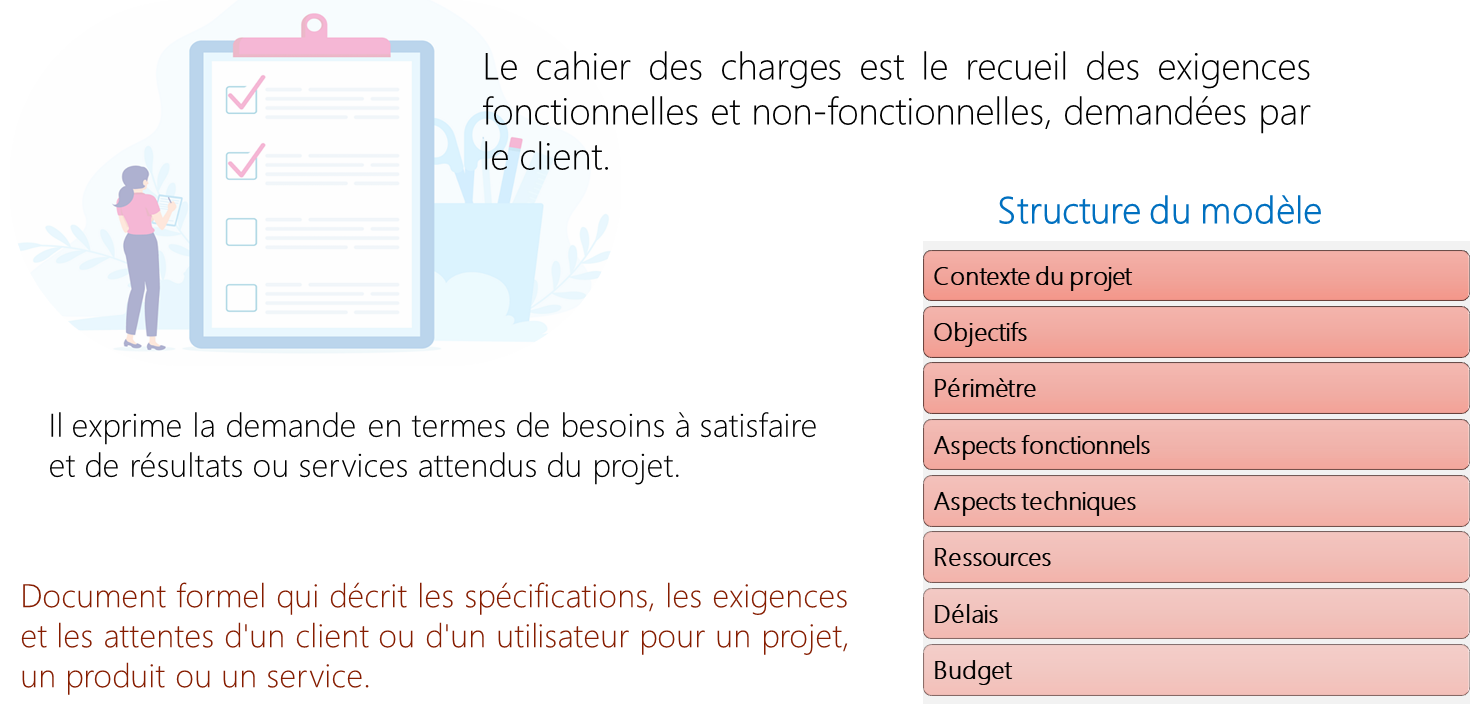 Le cahier des charges est le recueil des exigences
fonctionnelles et non-fonctionnelles, demandées par
le client.
Structure du modèle
Contexte du projet
Objectifs
Périmètre
Aspects fonctionnels
Aspects techniques
Ressources
Délais
Budget
Il exprime la demande en termes de besoins à satisfaire
et de résultats ou services attendus du projet.
Document formel qui décrit les spécifications, les exigences
et les attentes d'un client ou d'un utilisateur pour un projet,
un produit ou un service.